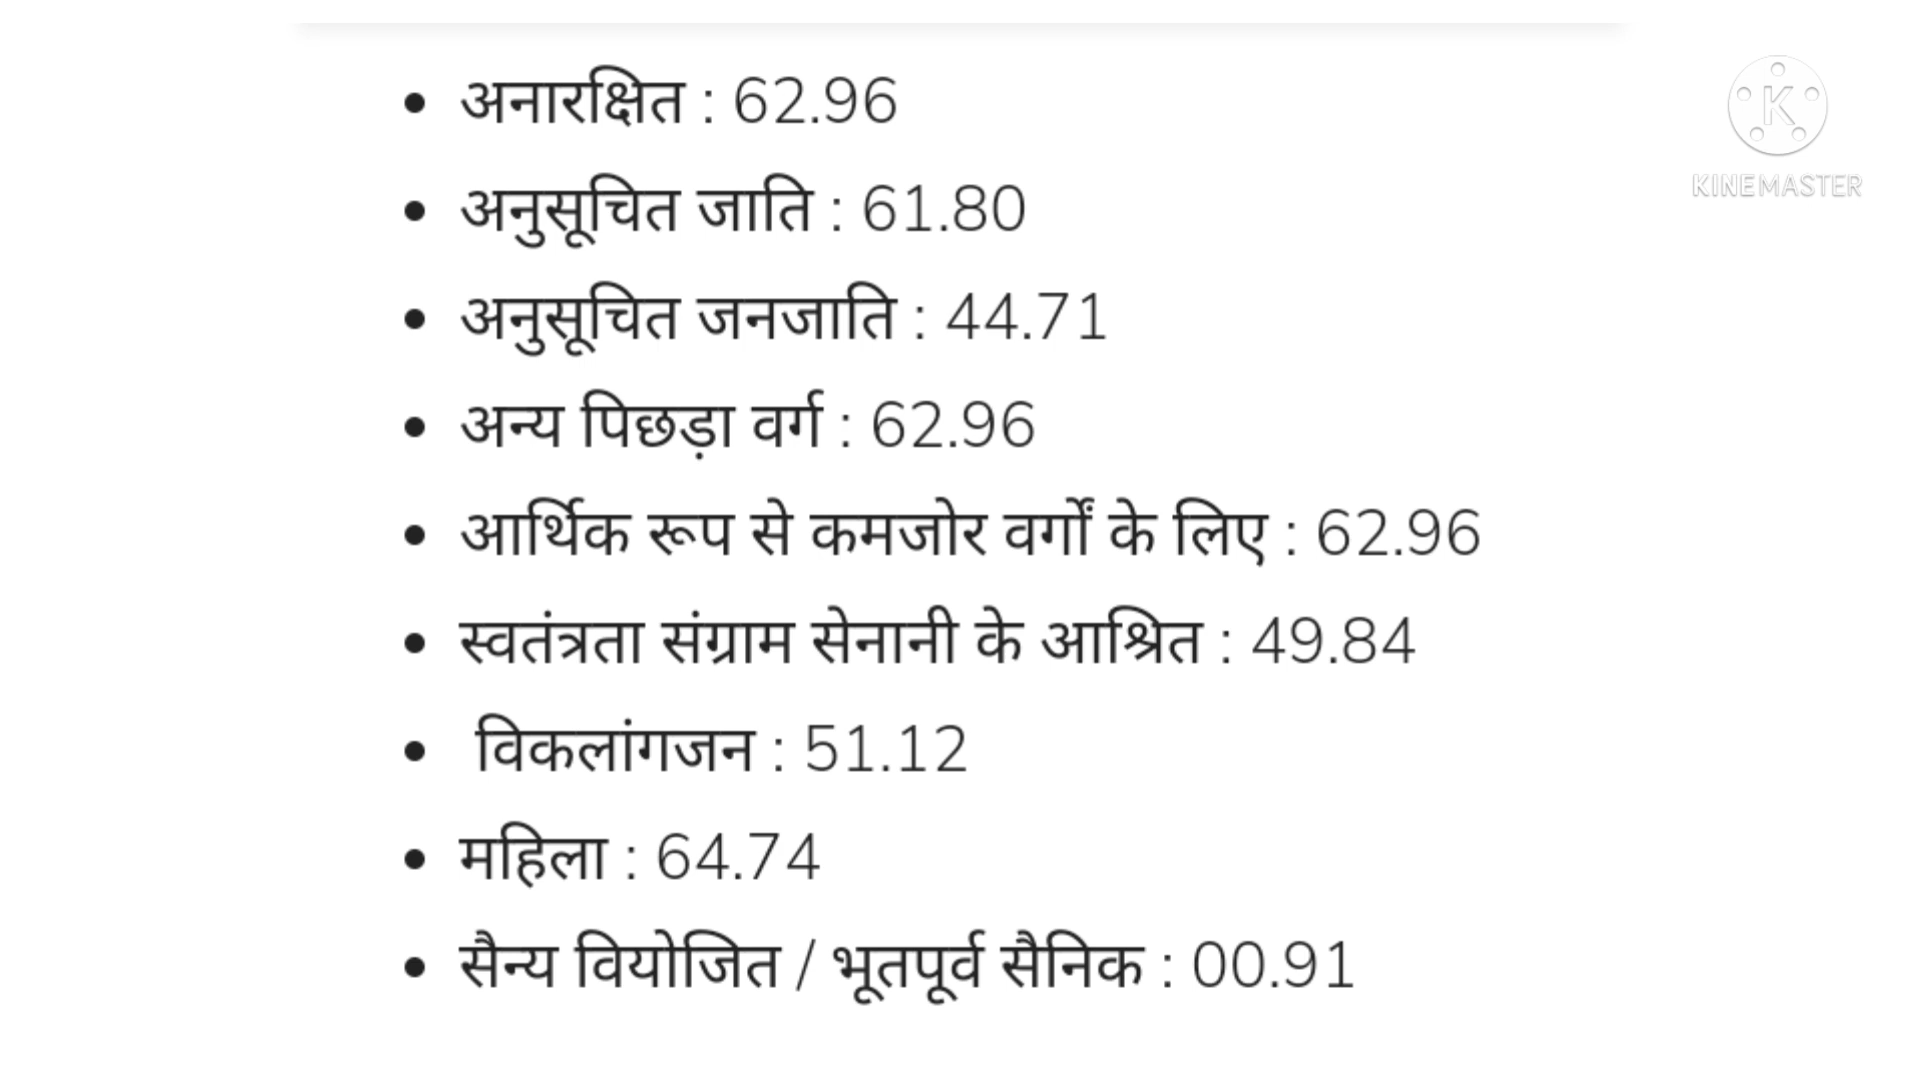 • अनारक्षित : 62.96
• अनुसूचित जाति : 61.80
• अनुसूचित जनजाति : 44.71
• अन्य पिछड़ा वर्ग : 62.96
• आर्थिक रूप से कमजोर वर्गों के लिए : 62.96
• स्वतंत्रता संग्राम सेनानी के आश्रित : 49.84
• विकलांगजन : 51.12
• महिला : 64.74
• सैन्य वियोजित / भूतपूर्व सैनिक : 00.91
K
KINEMASTER